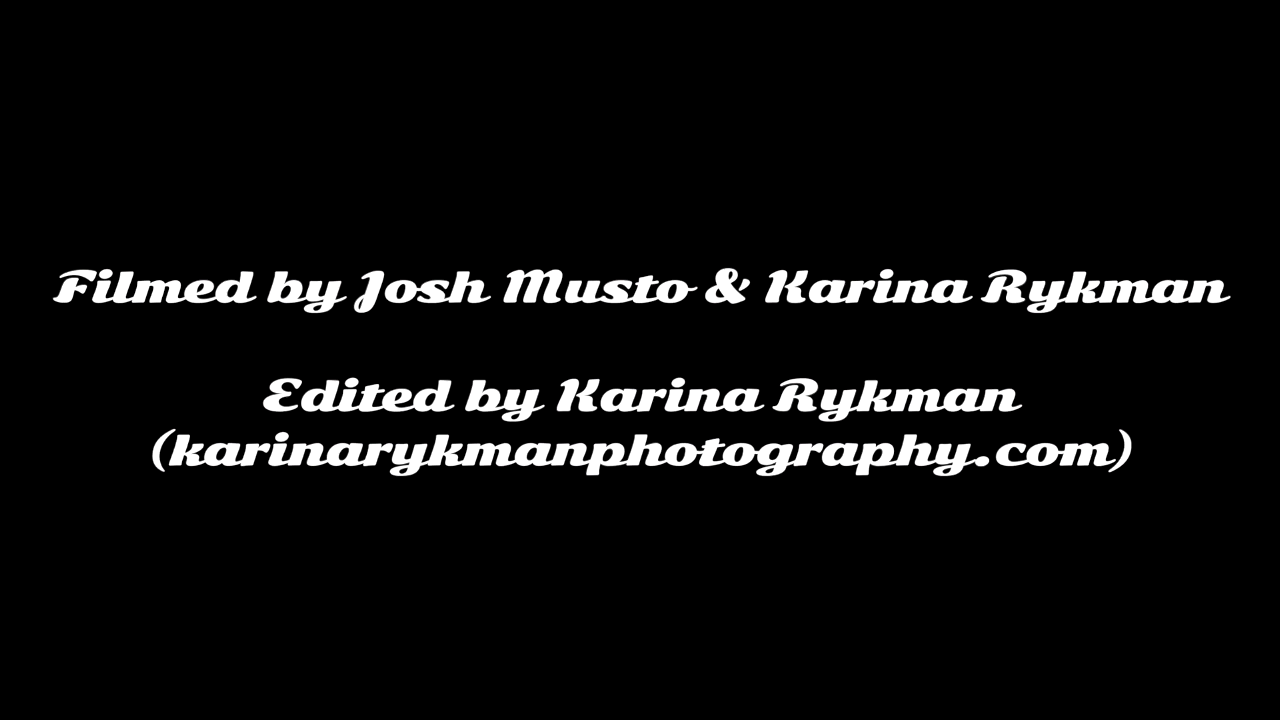 Filmed by Josh Musto & Karina Rykman
Edited by Karina Rykman
(karinarykmanphotography.com)